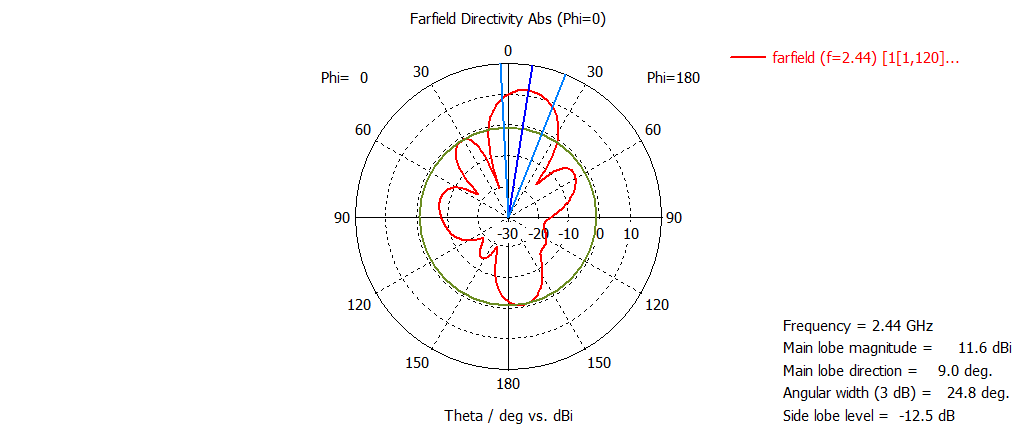 Farfield Directivity Abs (Phi=0)
farfield (f=2.44) [1[1,120]...
0
Phi= 0
30
30
Phi=180
60
60
90
-30
-20
-10
0
10
90
120
120
150
150
180
Theta / deg vs. dBi
Frequency = 2.44 GHz
Main lobe magnitude = 11.6 dBi
Main lobe direction = 9.0 deg.
Angular width (3 dB) = 24.8 deg.
Side lobe level = -12.5 dB